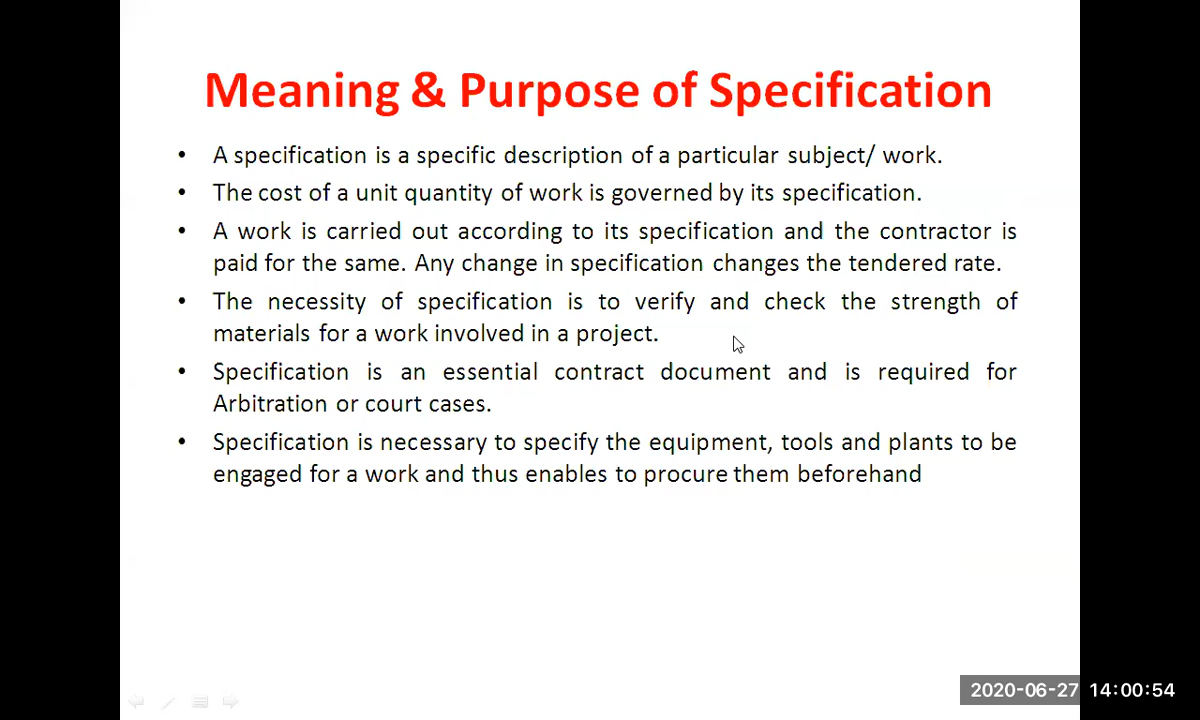 Meaning & Purpose of Specification
• A specification is a specific description of a particular subject/ work.
• The cost of a unit quantity of work is governed by its specification.
• A work is carried out according to its specification and the contractor is
paid for the same. Any change in specification changes the tendered rate.
• The necessity of specification is to verify and check the strength of
materials for a work involved in a project.
• Specification is an essential contract document and is required for
Arbitration or court cases.
• Specification is necessary to specify the equipment, tools and plants to be
engaged for a work and thus enables to procure them beforehand
2020-06-27 14:00:54